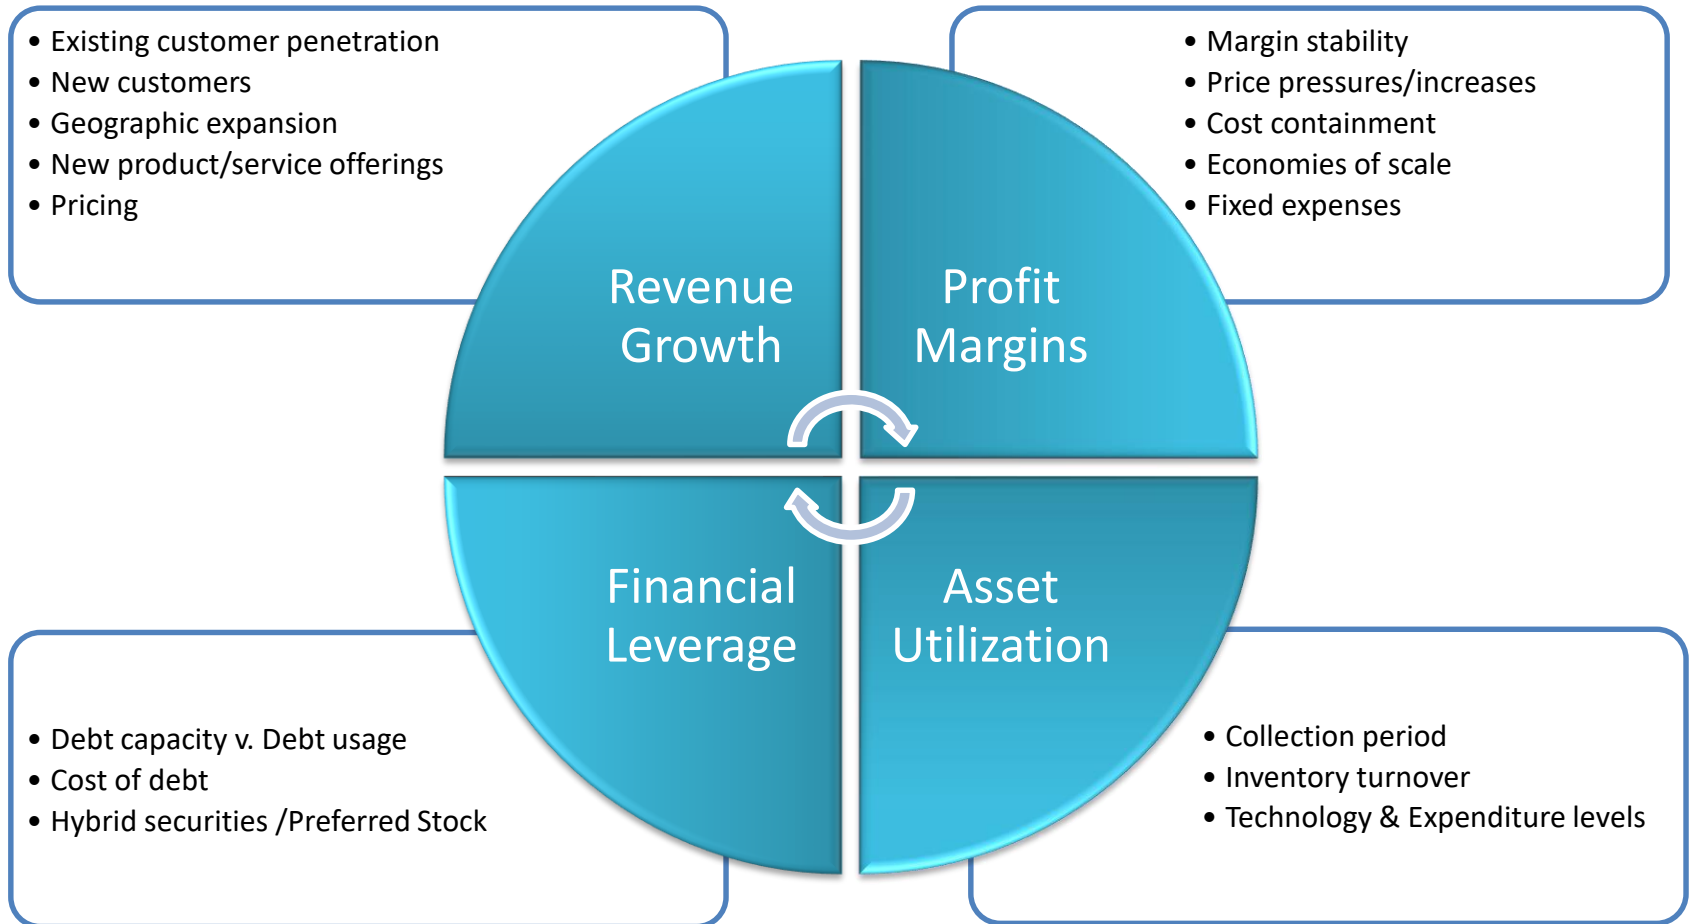 • Existing customer penetration
• New customers
• Geographic expansion
• New product/service offerings
• Pricing
• Margin stability
• Price pressures/increases
• Cost containment
• Economies of scale
• Fixed expenses
Revenue
Growth
Profit
Margins
Financial
Leverage
Asset
Utilization
• Debt capacity v. Debt usage
• Cost of debt
• Hybrid securities /Preferred Stock
• Collection period
• Inventory turnover
• Technology & Expenditure levels